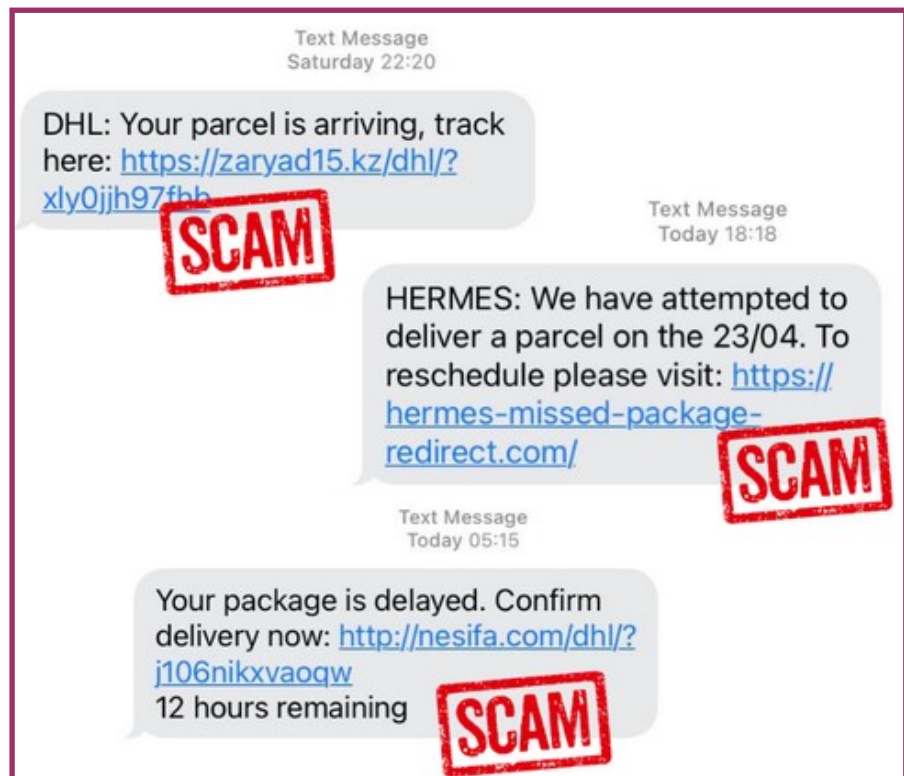 Text Message
Saturday 22:20
DHL: Your parcel is arriving, track
here: https://zaryad15.kz/dhl/?
xly0jjh97fhb
SCAM
Text Message
Today 18:18
HERMES: We have attempted to
deliver a parcel on the 23/04. To
reschedule please visit: https://
hermes-missed-package-
redirect.com/
SCAM
Text Message
Today 05:15
Your package is delayed. Confirm
delivery now: http://nesifa.com/dhl/?
j106nikxvaoqw
12 hours remaining
SCAM